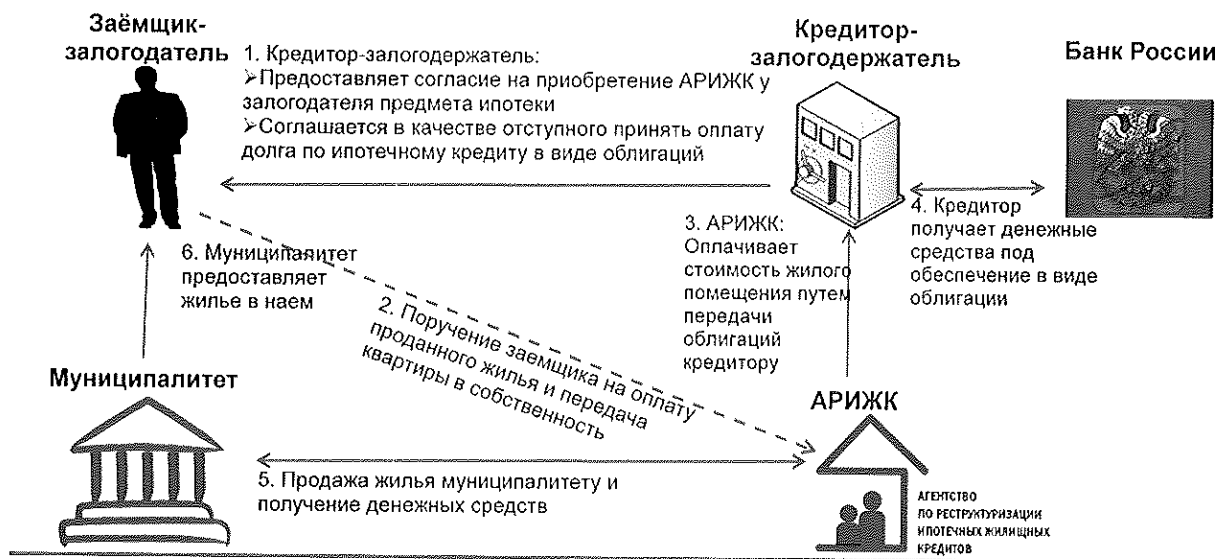 Заёмщик-
залогодатель
1. Кредитор-залогодержатель:
➢Предоставляет согласие на приобретение АРИЖК у
залогодателя предмета ипотеки
➢Соглашается в качестве отступного принять оплату
долга по ипотечному кредиту в виде облигаций
Кредитор-
залогодержатель
Банк России
2. Поручение заемщика на оплату
проданного жилья и передача
квартиры в собственность
3. АРИЖК:
Оплачивает
стоимость жилого
помещения путем
передачи
облигаций
кредитору
4. Кредитор
получает денежные
средства под
обеспечение в виде
облигации
6. Муниципалитет
предоставляет
жилье в наем
Муниципалитет
АРИЖК
5. Продажа жилья муниципалитету и
получение денежных средств
АГЕНТСТВО
ПО РЕСТРУКТУРИЗАЦИИ
ИПОТЕЧНЫХ ЖИЛИЩНЫХ
КРЕДИТОВ